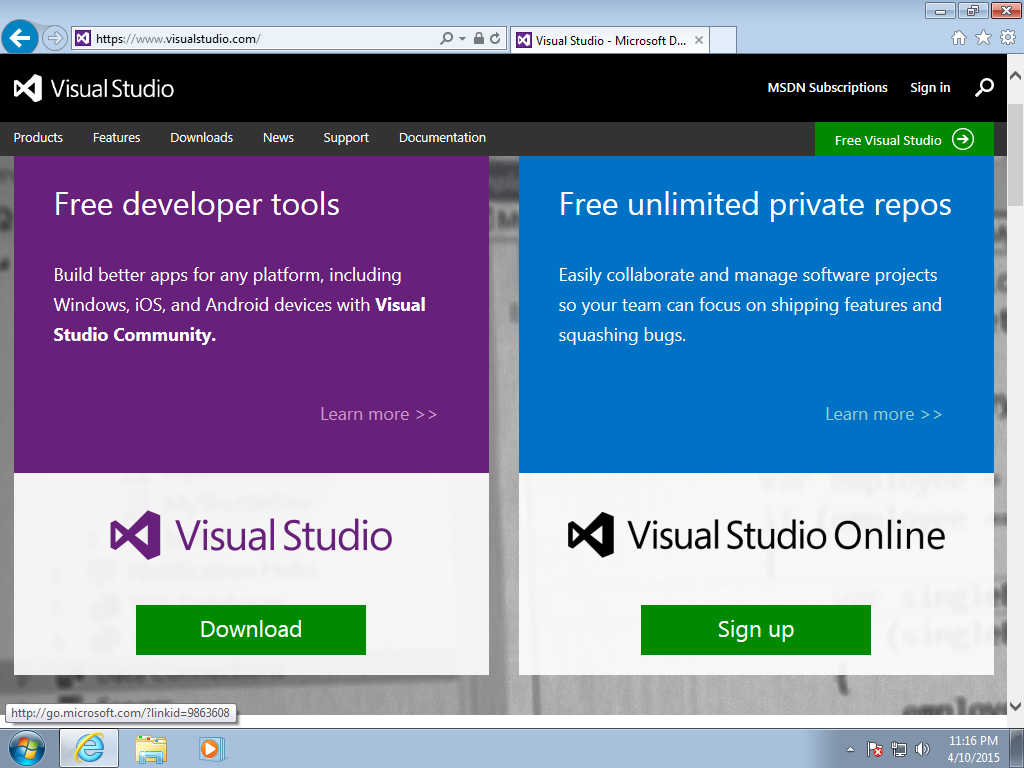 https://www.visualstudio.com/
Visual Studio - Microsoft D...
Visual Studio
MSDN Subscriptions
Sign in
Products
Features
Downloads
News
Support
Documentation
Free Visual Studio
Free developer tools
Build better apps for any platform, including
Windows, iOS, and Android devices with Visual
Studio Community.
Learn more >>
Visual Studio
Download
Free unlimited private repos
Easily collaborate and manage software projects
so your team can focus on shipping features and
squashing bugs.
Learn more >>
Visual Studio Online
Sign up
http://go.microsoft.com/?linkid=9863608
11:16 PM
4/10/2015